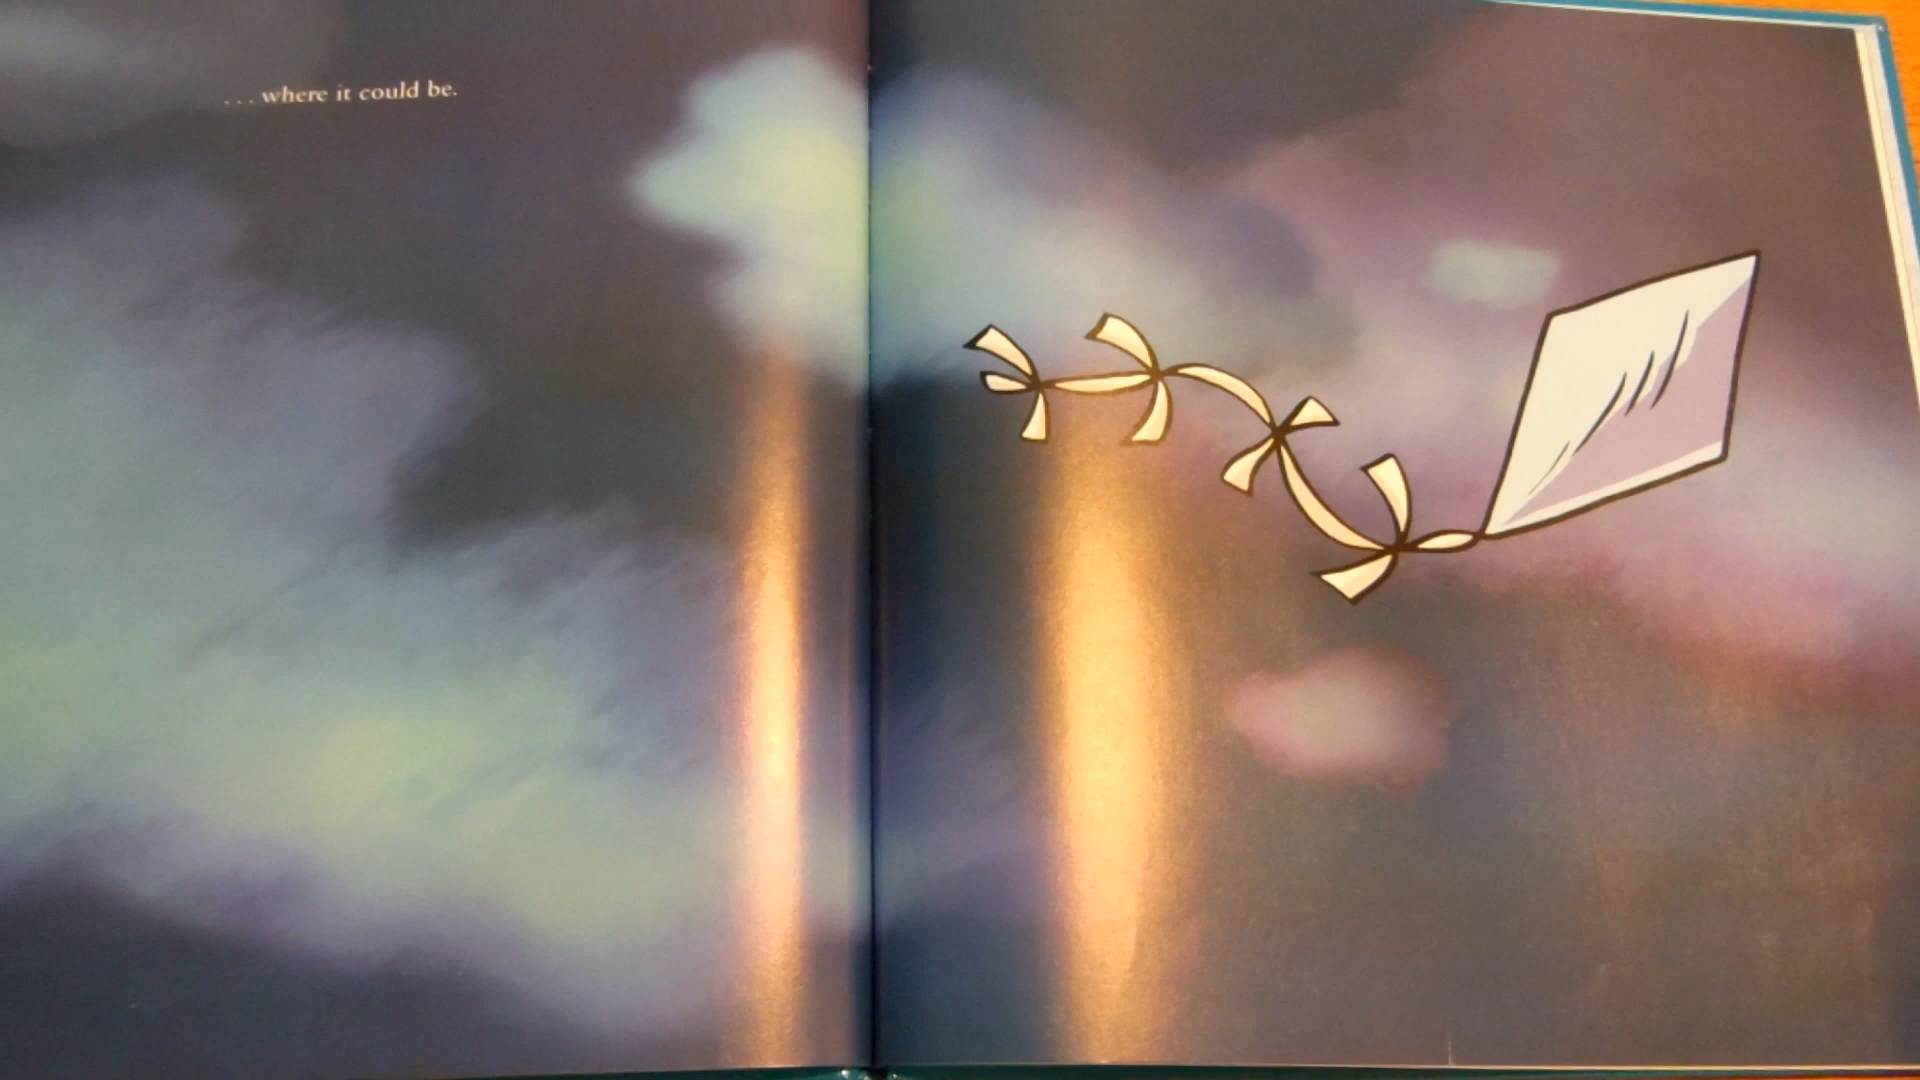 . . . where it could be.